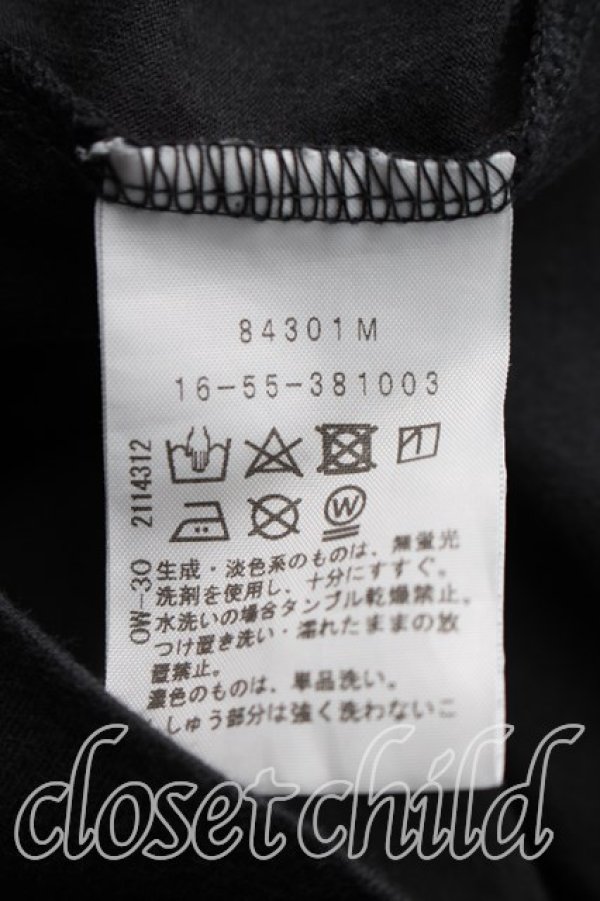 84301M
16-55-381003
OW-30 2114312
W
生成・淡色系のものは、無蛍光
洗剤を使用し、十分にすすぐ。
水洗いの場合タンブル乾燥禁止。
つけ置き洗い・濡れたままの放
置禁止。
濃色のものは、単品洗い。
ししゅう部分は強く洗わないこ
closet child